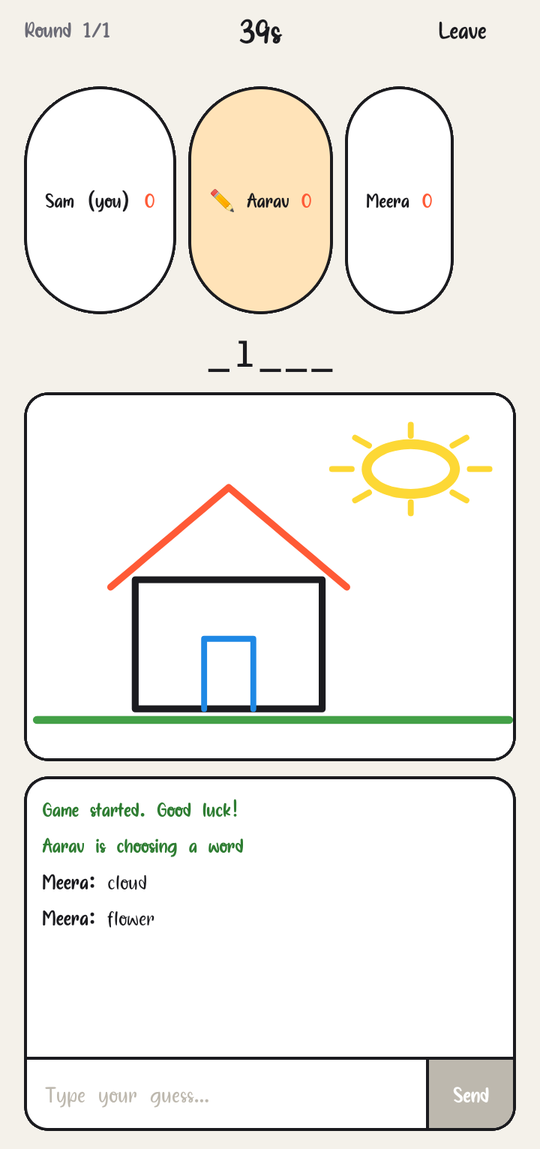 Round 1/1
39s
Leave
Sam (you) 0
✏️ Aarav 0
Meera 0
_l___
Game started. Good luck!
Aarav is choosing a word
Meera: cloud
Meera: flower
Type your guess...
Send